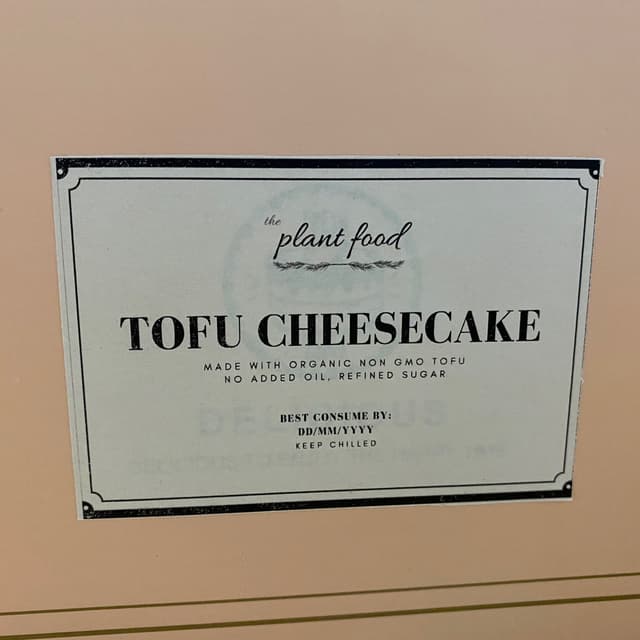 the
plant food
TOFU CHEESECAKE
MADE WITH ORGANIC NON GMO TOFU
NO ADDED OIL, REFINED SUGAR
BEST CONSUME BY:
DD/MM/YYYY
KEEP CHILLED